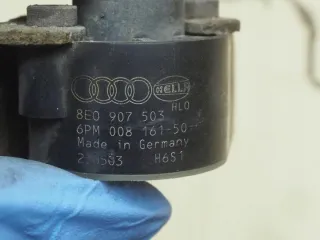 HELLA
HLO
8E0 907 503
6PM 008 161-50
Made in Germany
H6S1